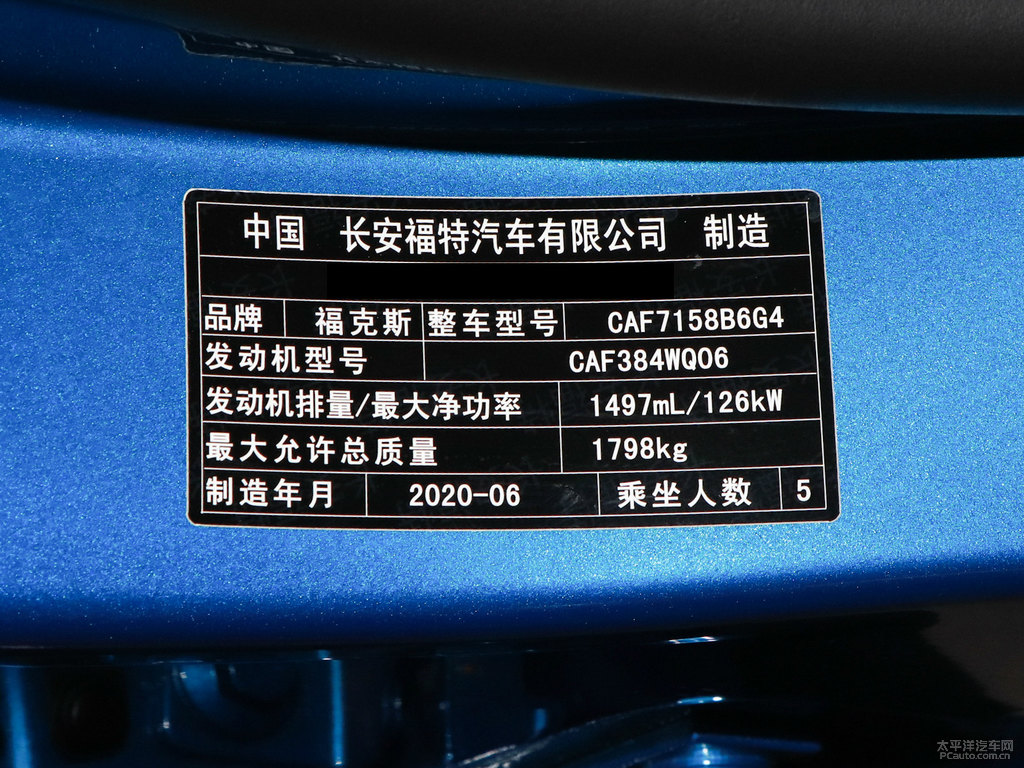 中国 长安福特汽车有限公司 制造
品牌 福克斯 整车型号 CAF7158B6G4
发动机型号 CAF384WQ06
发动机排量/最大净功率 1497mL/126kW
最大允许总质量 1798kg
制造年月 2020-06 乘坐人数 5
太平洋汽车网
PCauto.com.cn